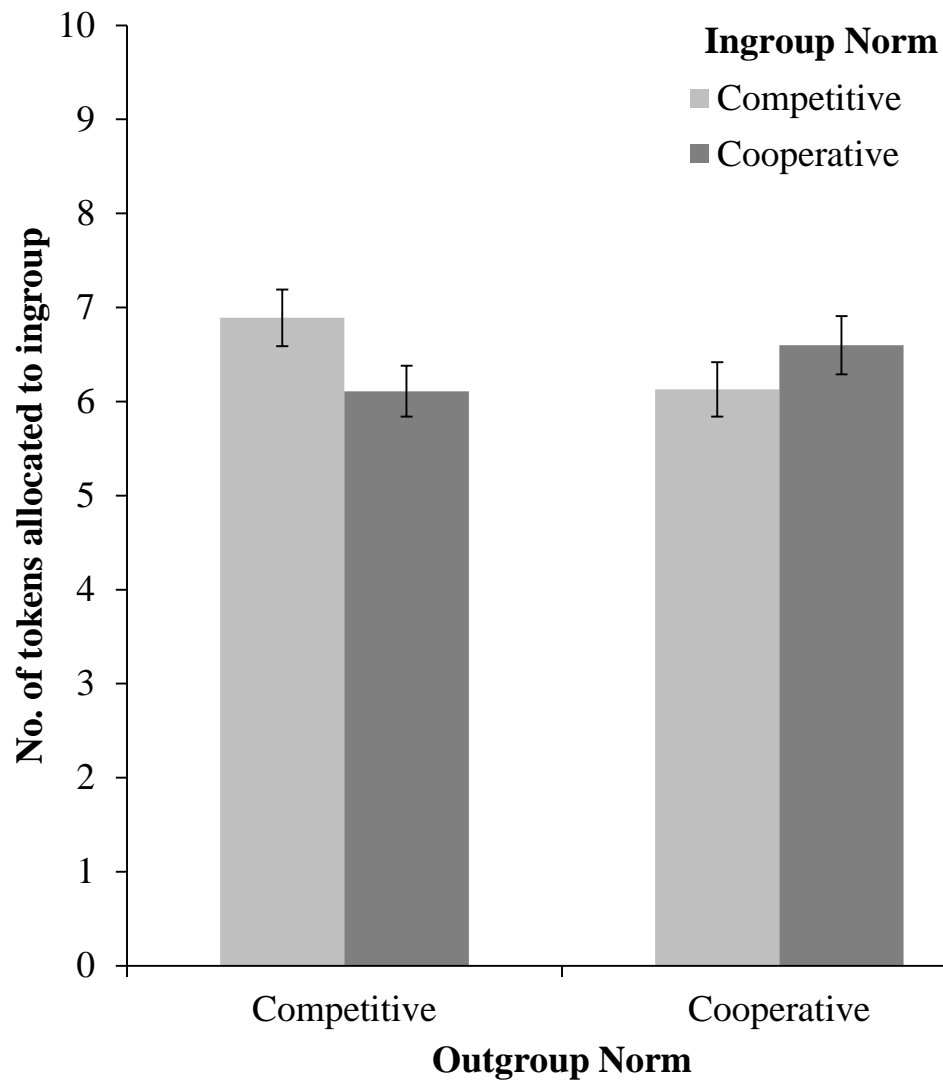 Ingroup Norm
Competitive
Cooperative
No. of tokens allocated to ingroup
10
9
8
7
6
5
4
3
2
1
0
Competitive
Cooperative
Outgroup Norm